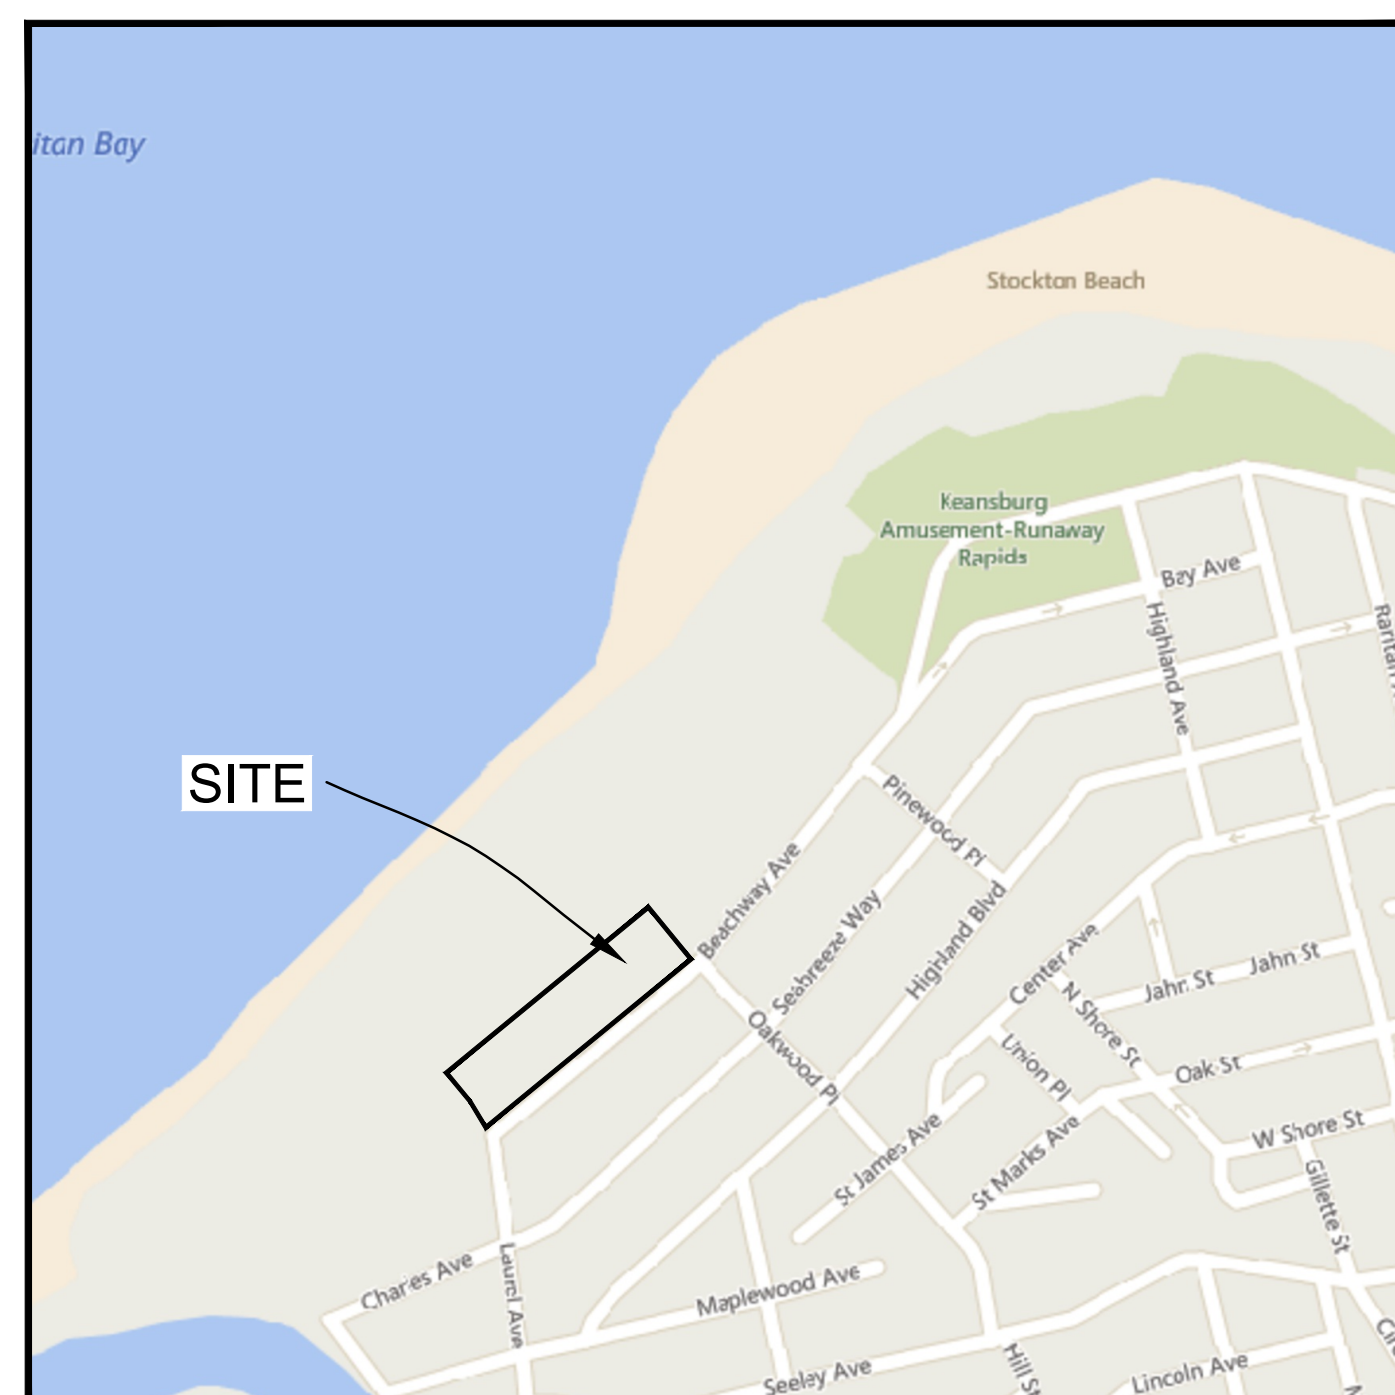 itan Bay
Stockton Beach
Keansburg
Amusement-Runaway
Rapids
Bay Ave
Highland Ave
SITE
Pinewood Pl
Beachway Ave
Seabreeze Way
Highland Blvd
Center Ave
Jahn St
Jahn St
N Shore St
Oakwood Pl
Union Pl
Oak St
W Shore St
St James Ave
St Marks Ave
Gillette St
Charles Ave
Laurel Ave
Maplewood Ave
Seeley Ave
Hill S
Lincoln Ave